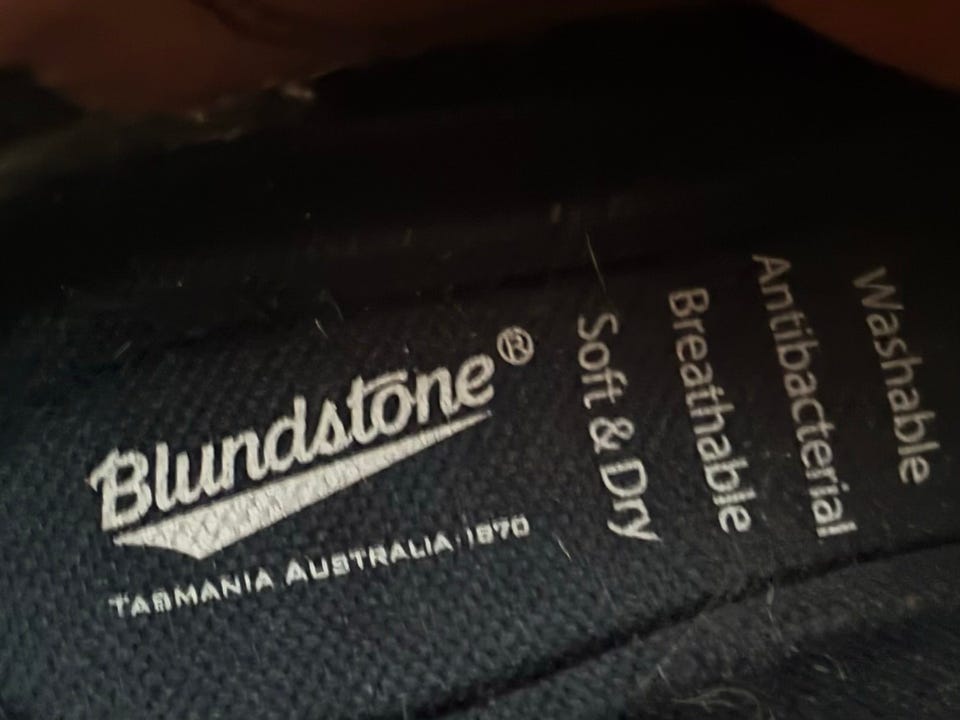 Blundstone®
TASMANIA AUSTRALIA·1870
Soft & Dry
Breathable
Antibacterial
Washable